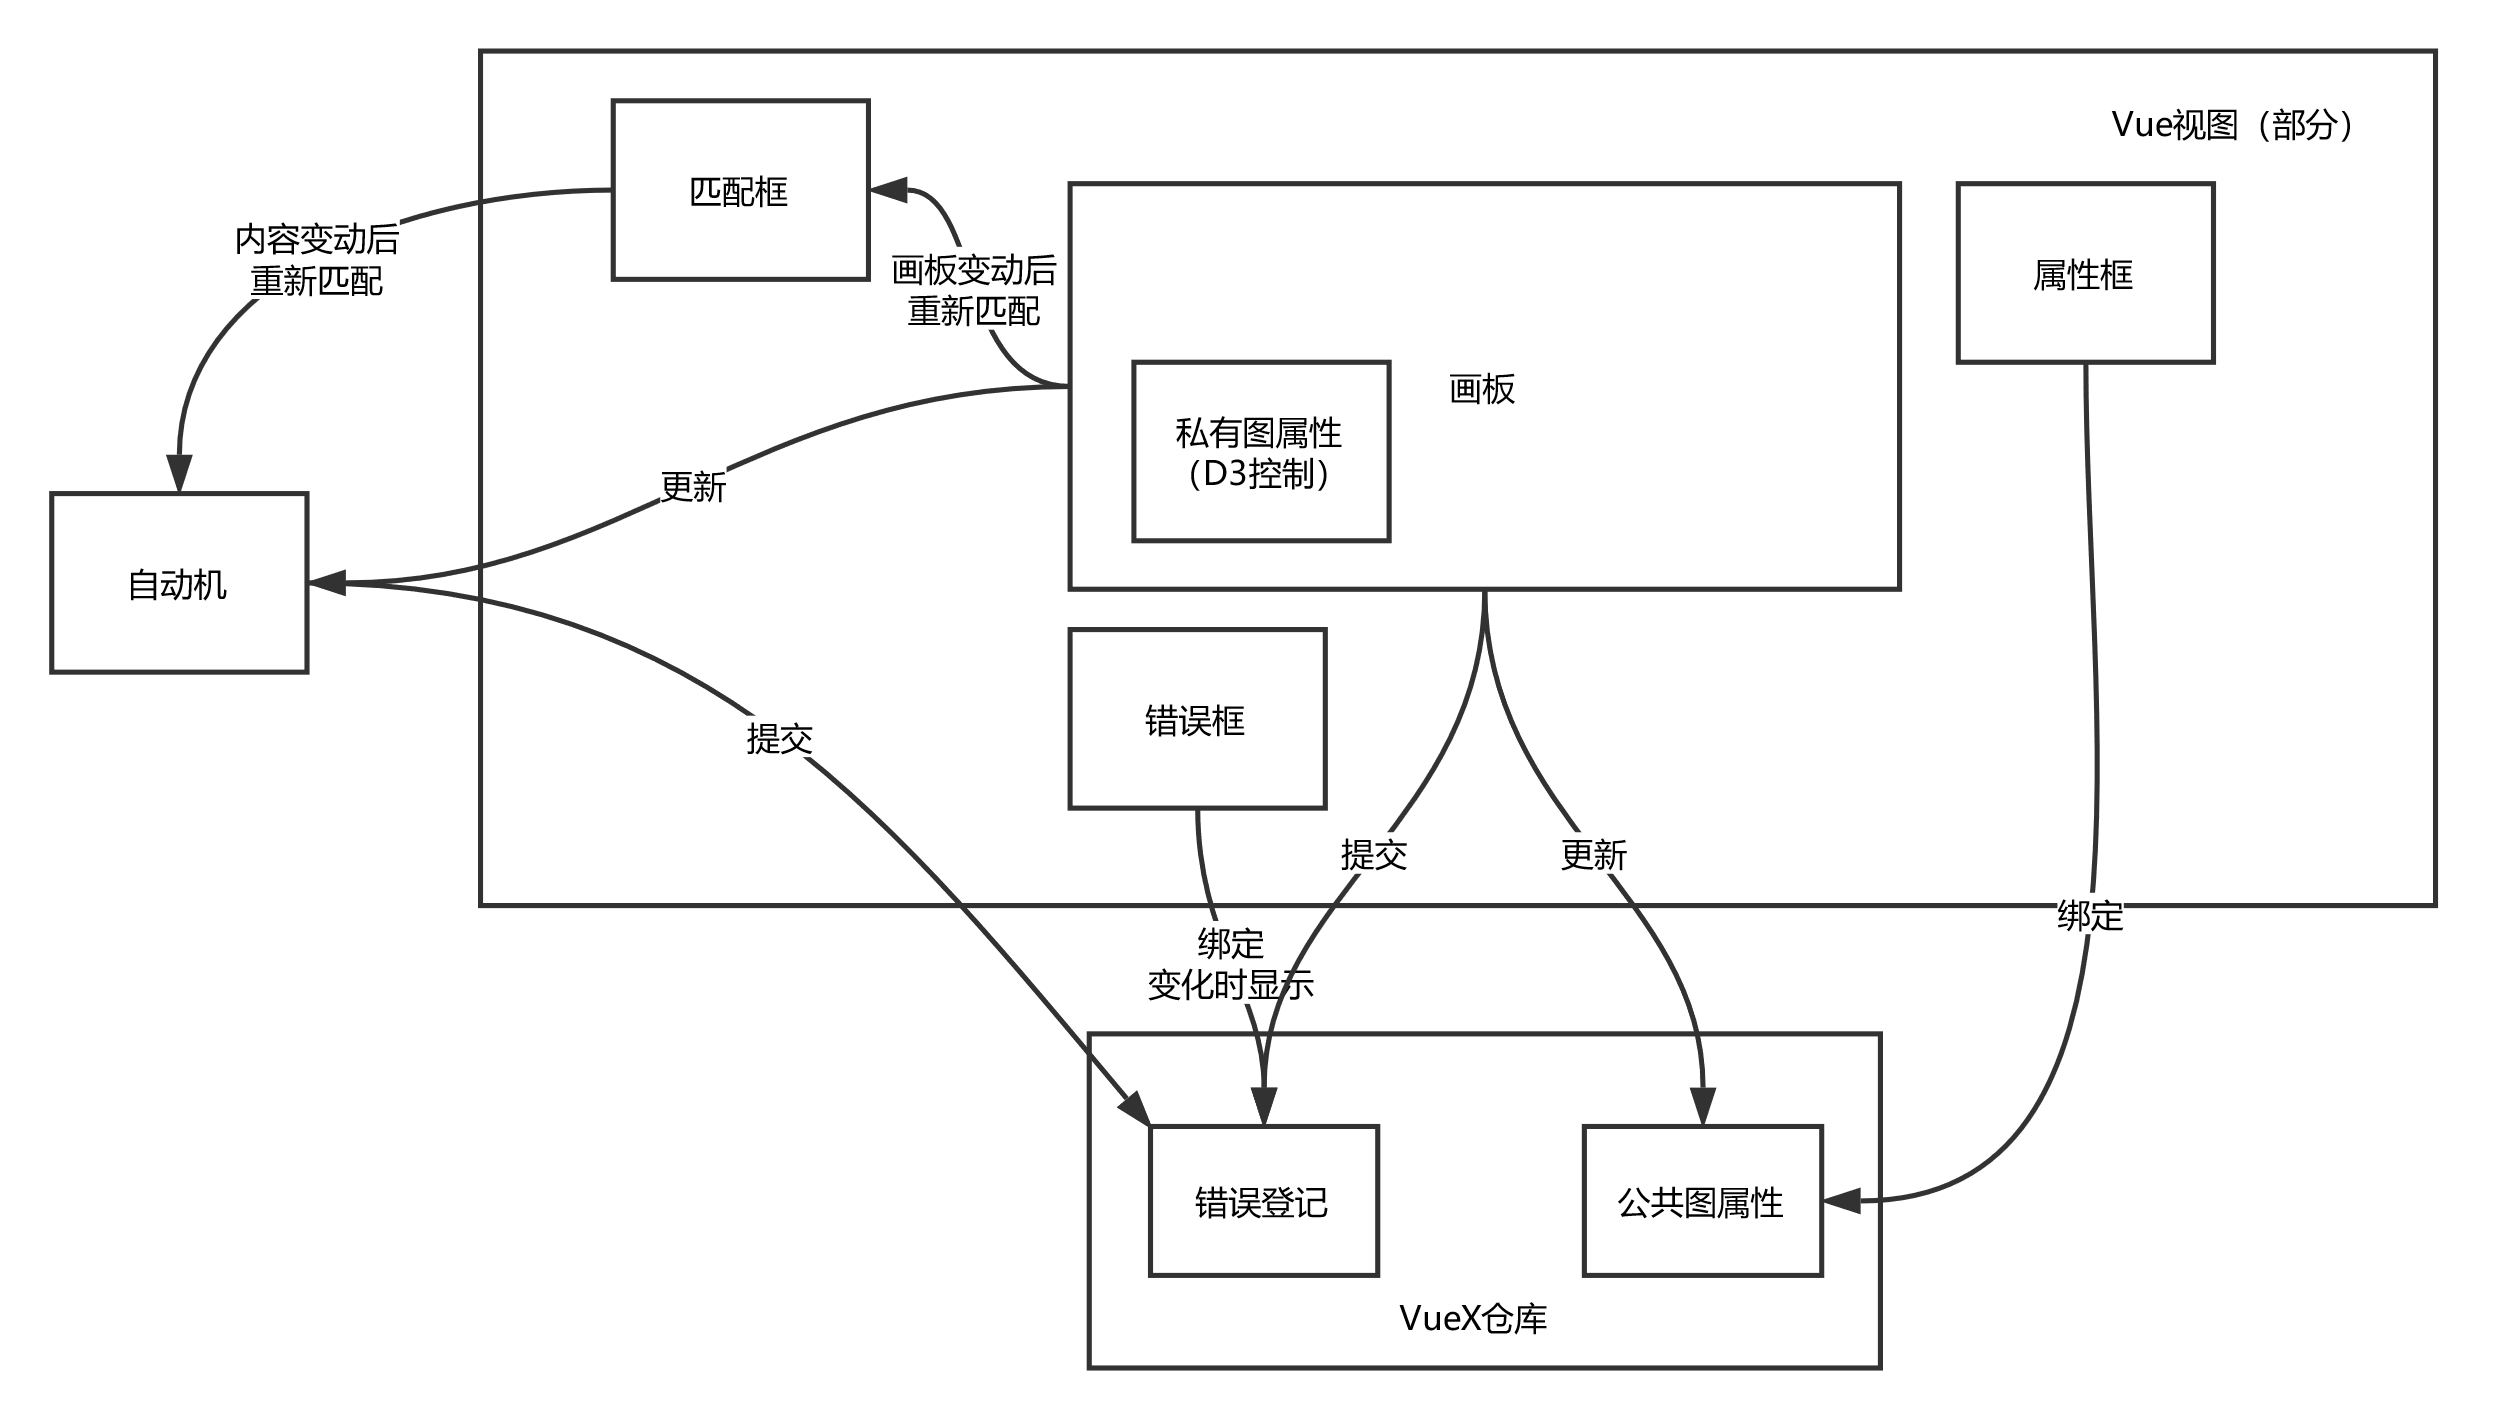 Vue视图（部分）
匹配框
内容变动后
重新匹配
画板变动后
重新匹配
属性框
画板
私有图属性
（D3控制）
更新
自动机
错误框
提交
提交
更新
绑定
绑定
变化时显示
错误登记
公共图属性
VueX仓库